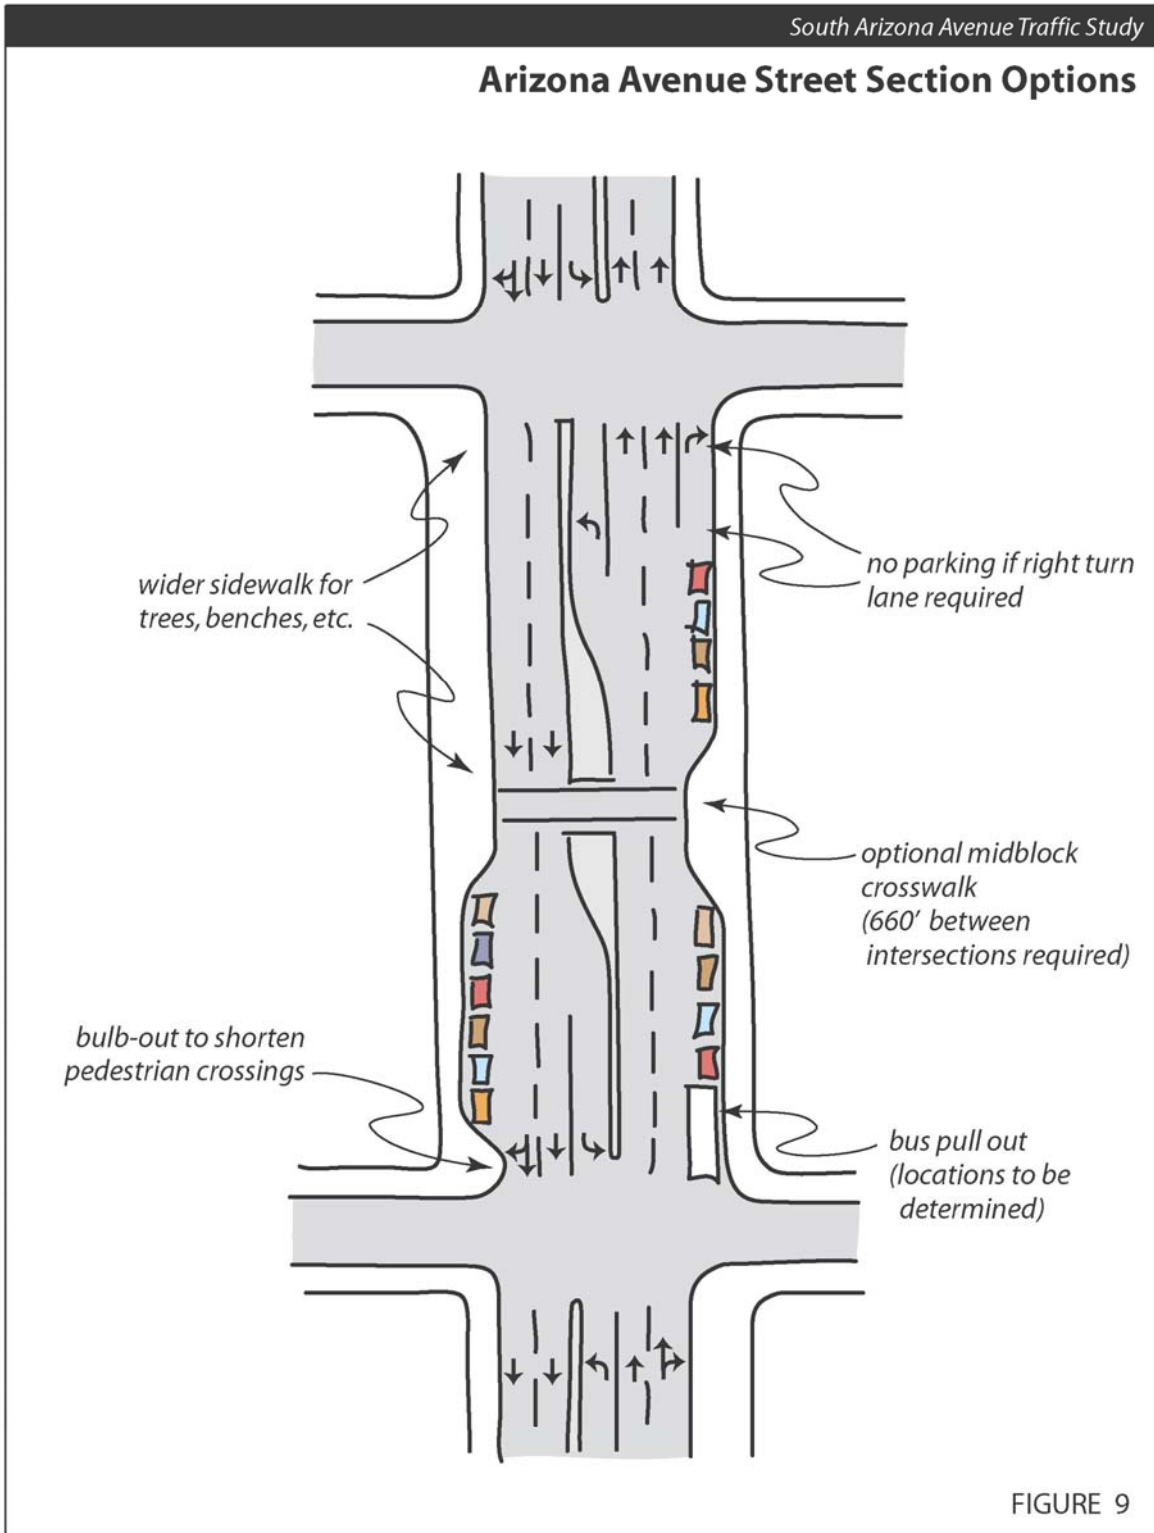 South Arizona Avenue Traffic Study
Arizona Avenue Street Section Options
wider sidewalk for
trees, benches, etc.
no parking if right turn
lane required
optional midblock
crosswalk
(660’ between
intersections required)
bulb-out to shorten
pedestrian crossings
bus pull out
(locations to be
determined)
FIGURE 9